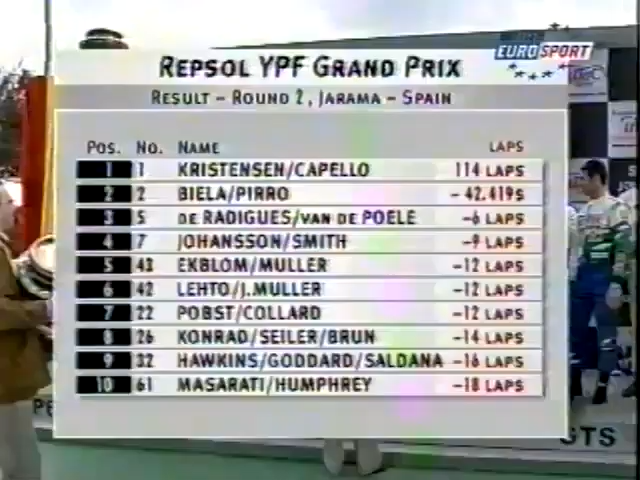 EUROSPORT
REPSOL YPF GRAND PRIX
RESULT - ROUND 2, JARAMA - SPAIN
POS. NO. NAME LAPS
1 1 KRISTENSEN/CAPELLO 114 LAPS
2 2 BIELA/PIRRO - 42.419S
3 5 DE RADIGUES/VAN DE POELE -6 LAPS
4 7 JOHANSSON/SMITH -9 LAPS
5 43 EKBLOM/MULLER -12 LAPS
6 42 LEHTO/J.MULLER -12 LAPS
7 22 POBST/COLLARD -12 LAPS
8 26 KONRAD/SEILER/BRUN -14 LAPS
9 32 HAWKINS/GODDARD/SALDANA -16 LAPS
10 61 MASARATI/HUMPHREY -18 LAPS
GTS